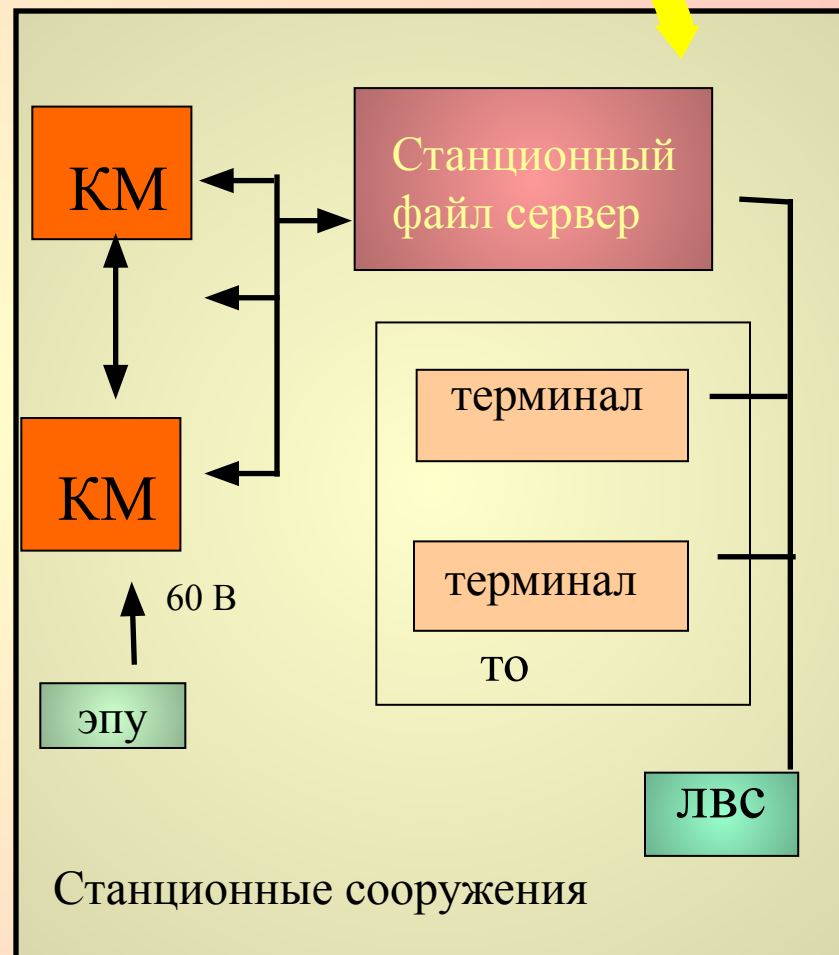 КМ
Станционный
файл сервер
КМ
терминал
терминал
то
60 В
эпу
лвс
Станционные сооружения